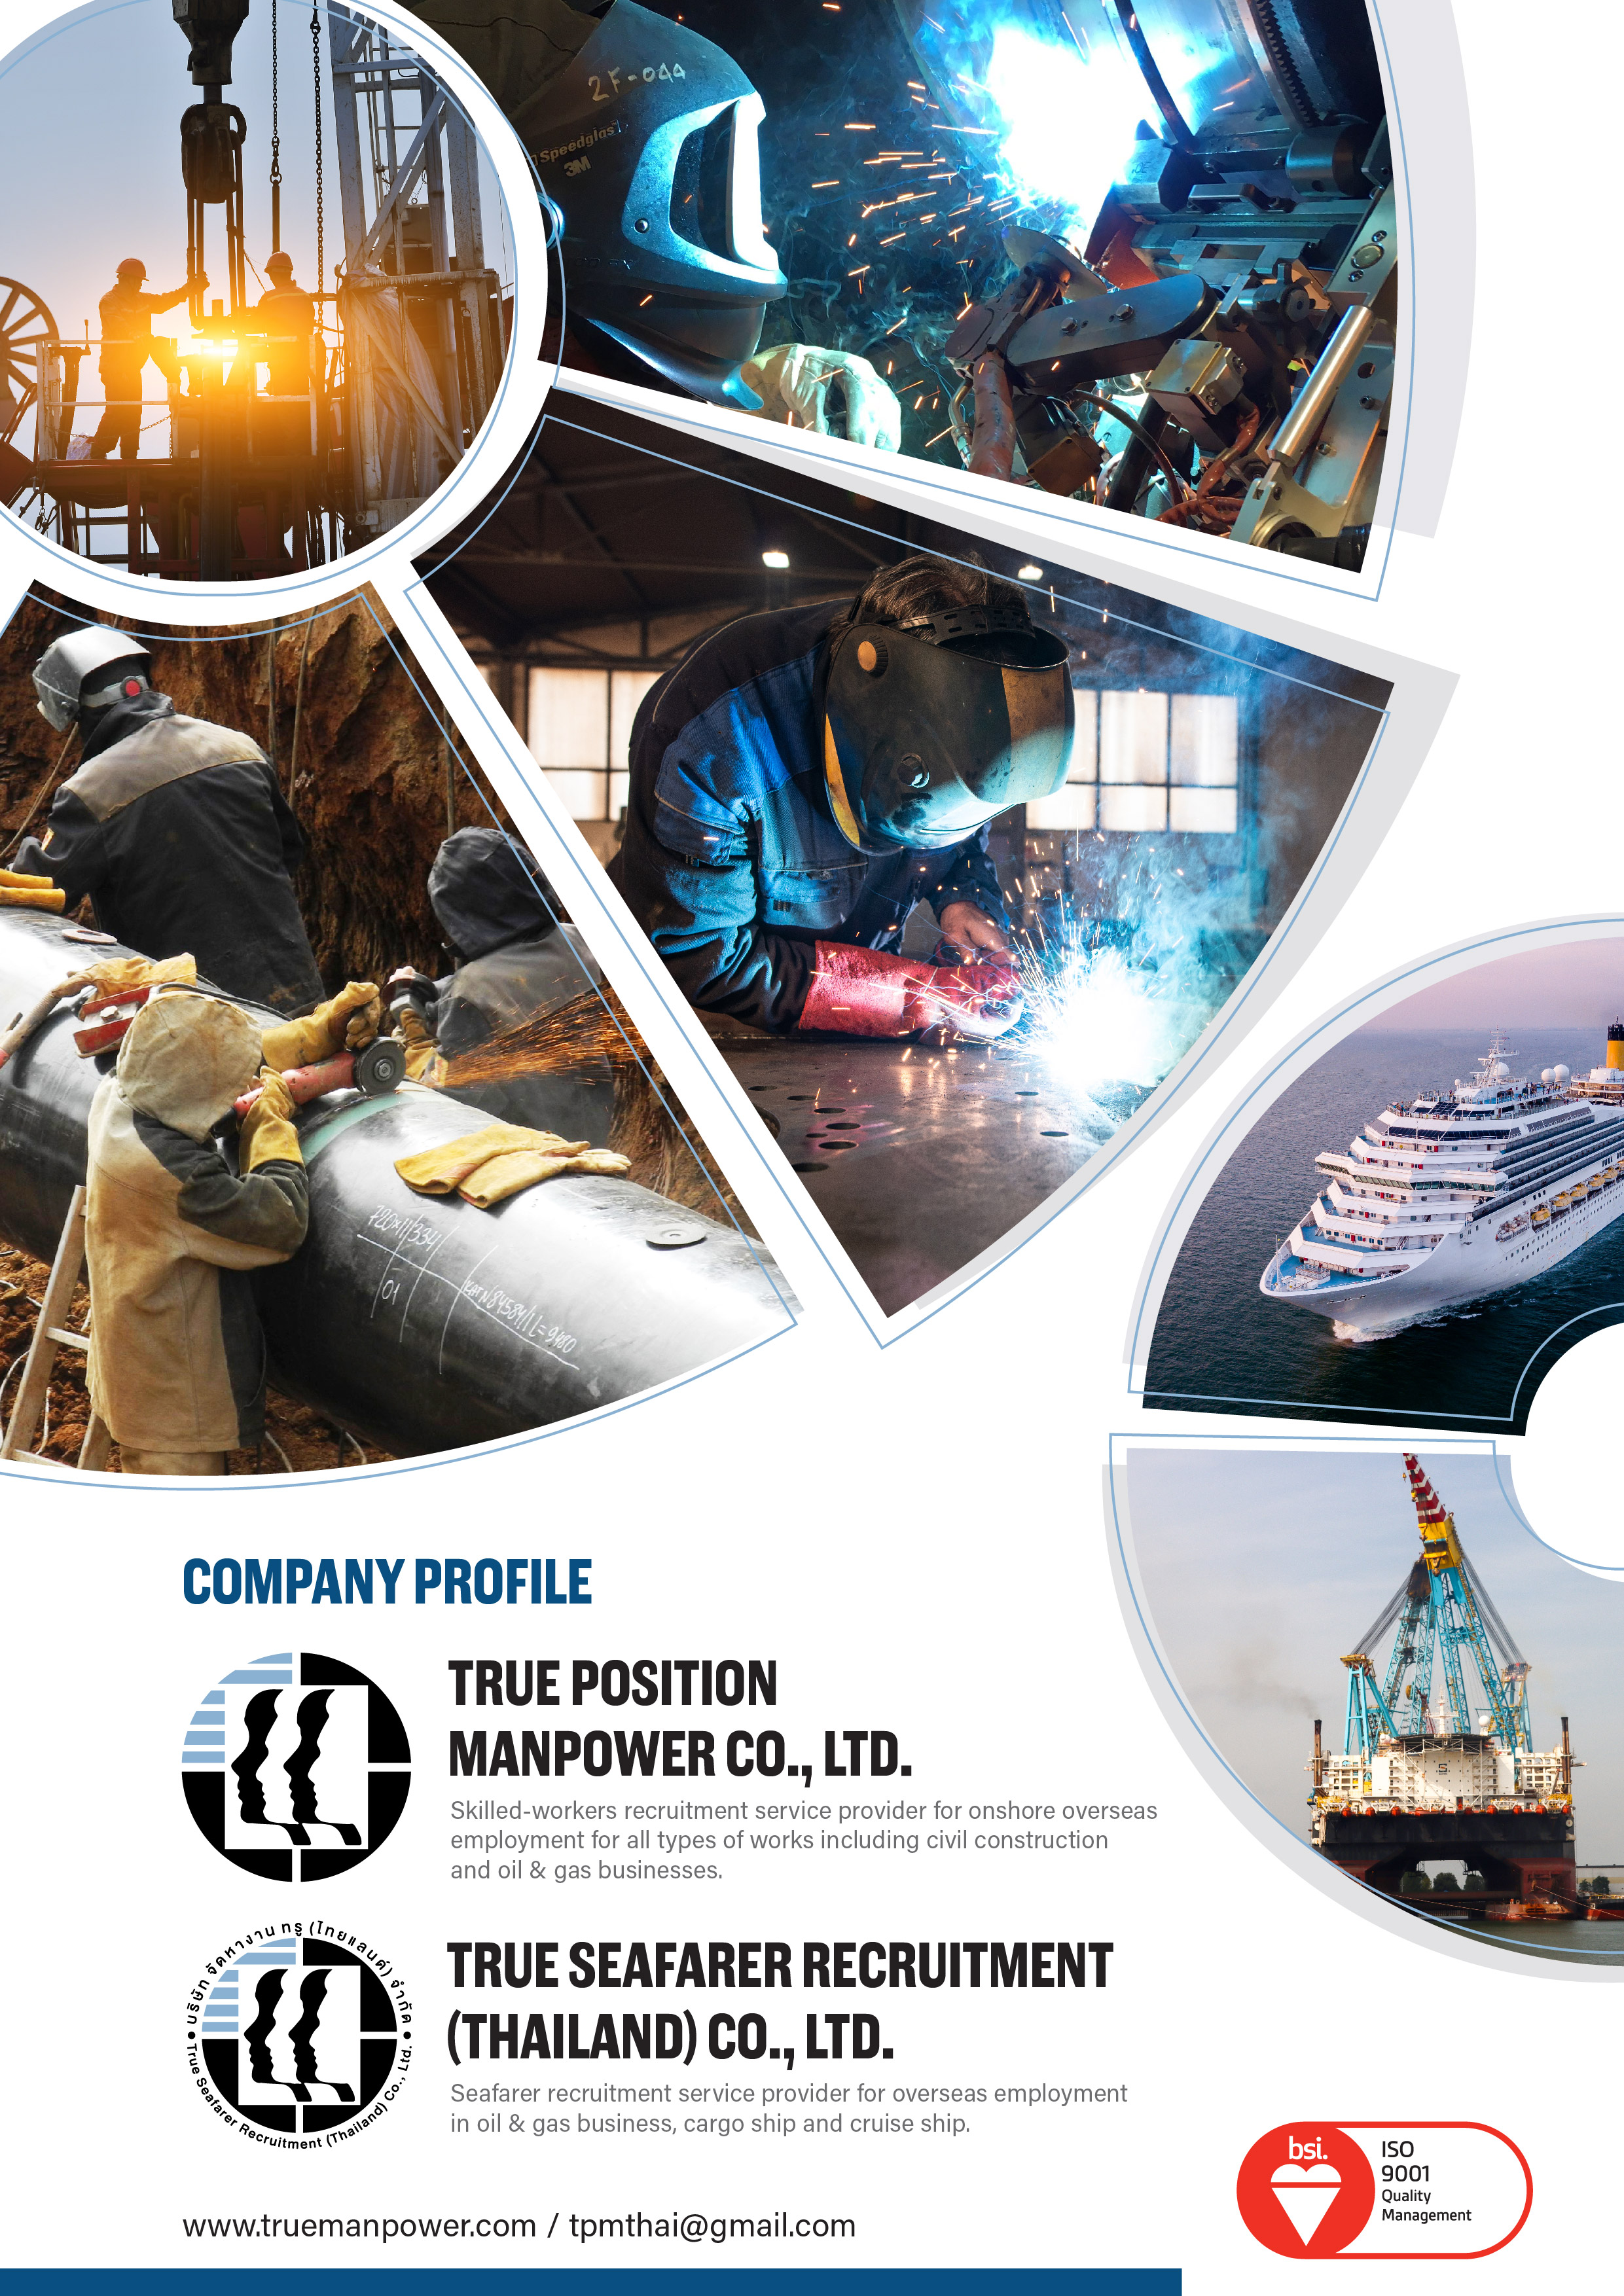 2F-044
Speedglas
3M
720x11/334
01
COMPANY PROFILE
TRUE POSITION
MANPOWER CO., LTD.
Skilled-workers recruitment service provider for onshore overseas
employment for all types of works including civil construction
and oil & gas businesses.
บริษัท จัดหางาน ทรู (ไทยแลนด์) จำกัด
True Seafarer Recruitment (Thailand) Co., Ltd.
TRUE SEAFARER RECRUITMENT
(THAILAND) CO., LTD.
Seafarer recruitment service provider for overseas employment
in oil & gas business, cargo ship and cruise ship.
bsi.
ISO
9001
Quality
Management
www.truemanpower.com / tpmthai@gmail.com